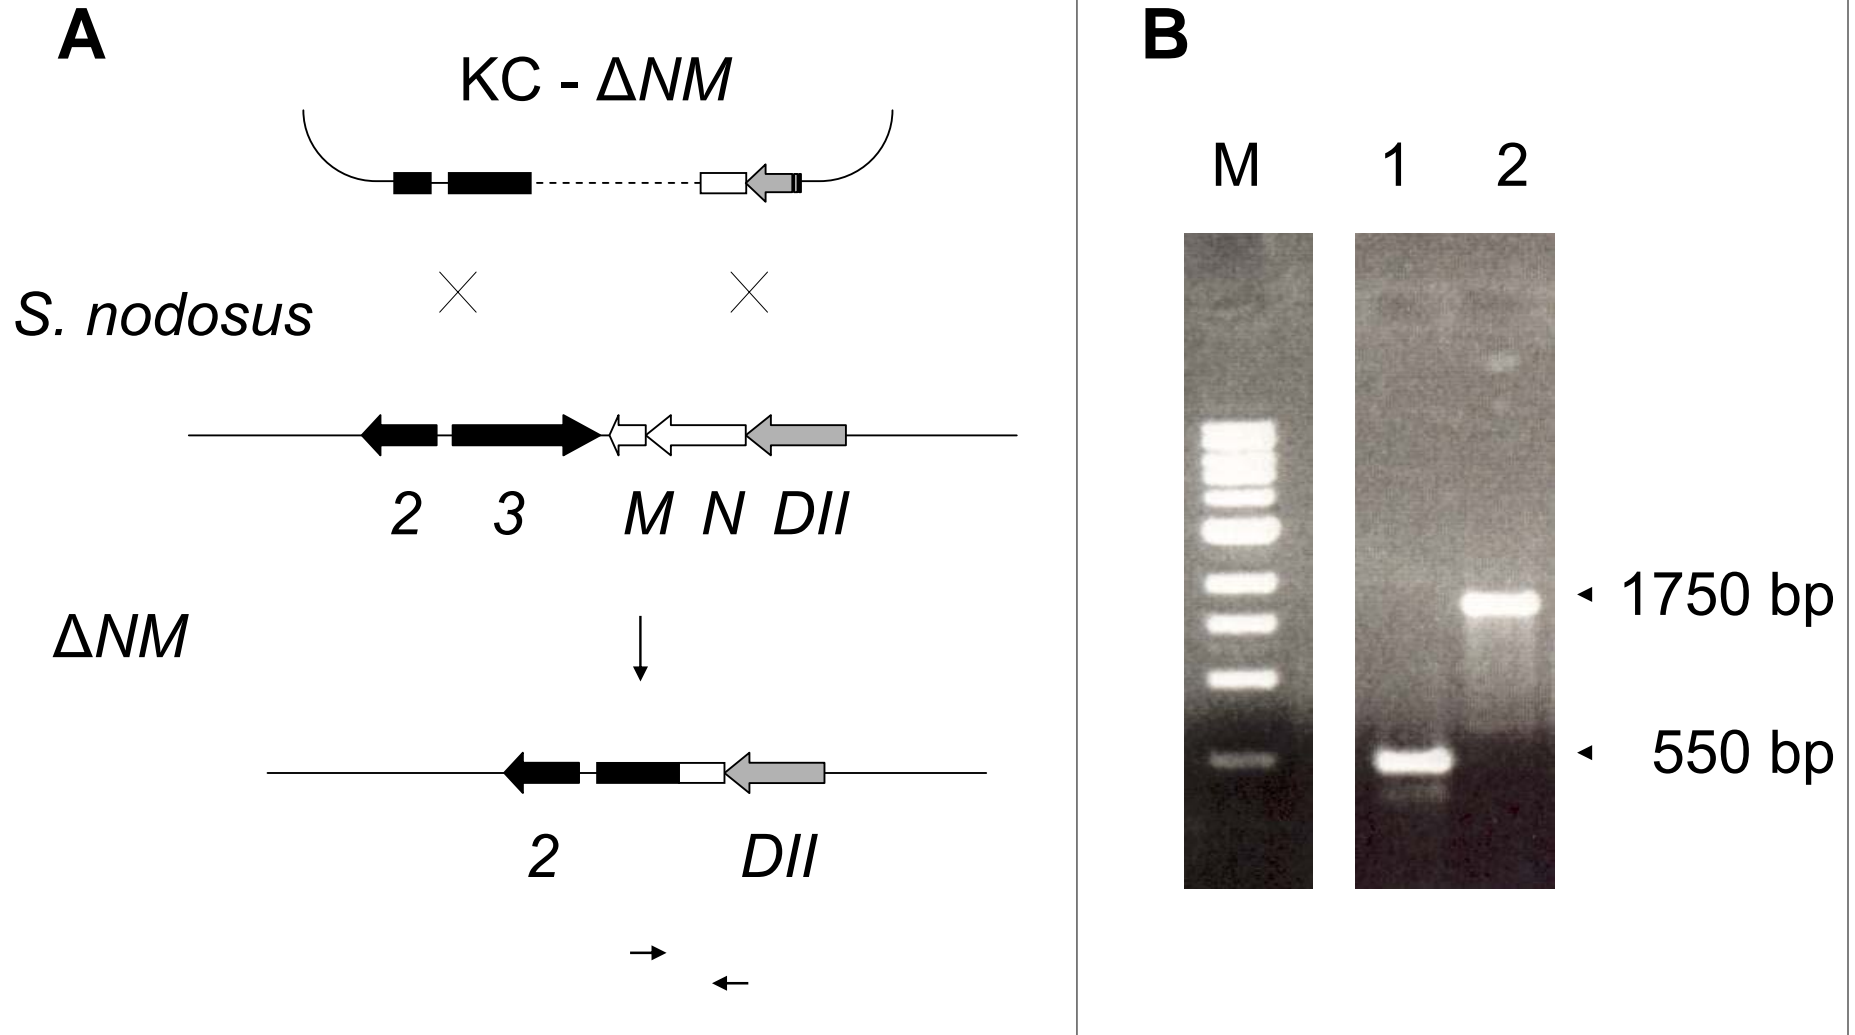 A
KC - ΔNM
S. nodosus
2 3 M N DII
ΔNM
2 DII
B
M 1 2
1750 bp
550 bp